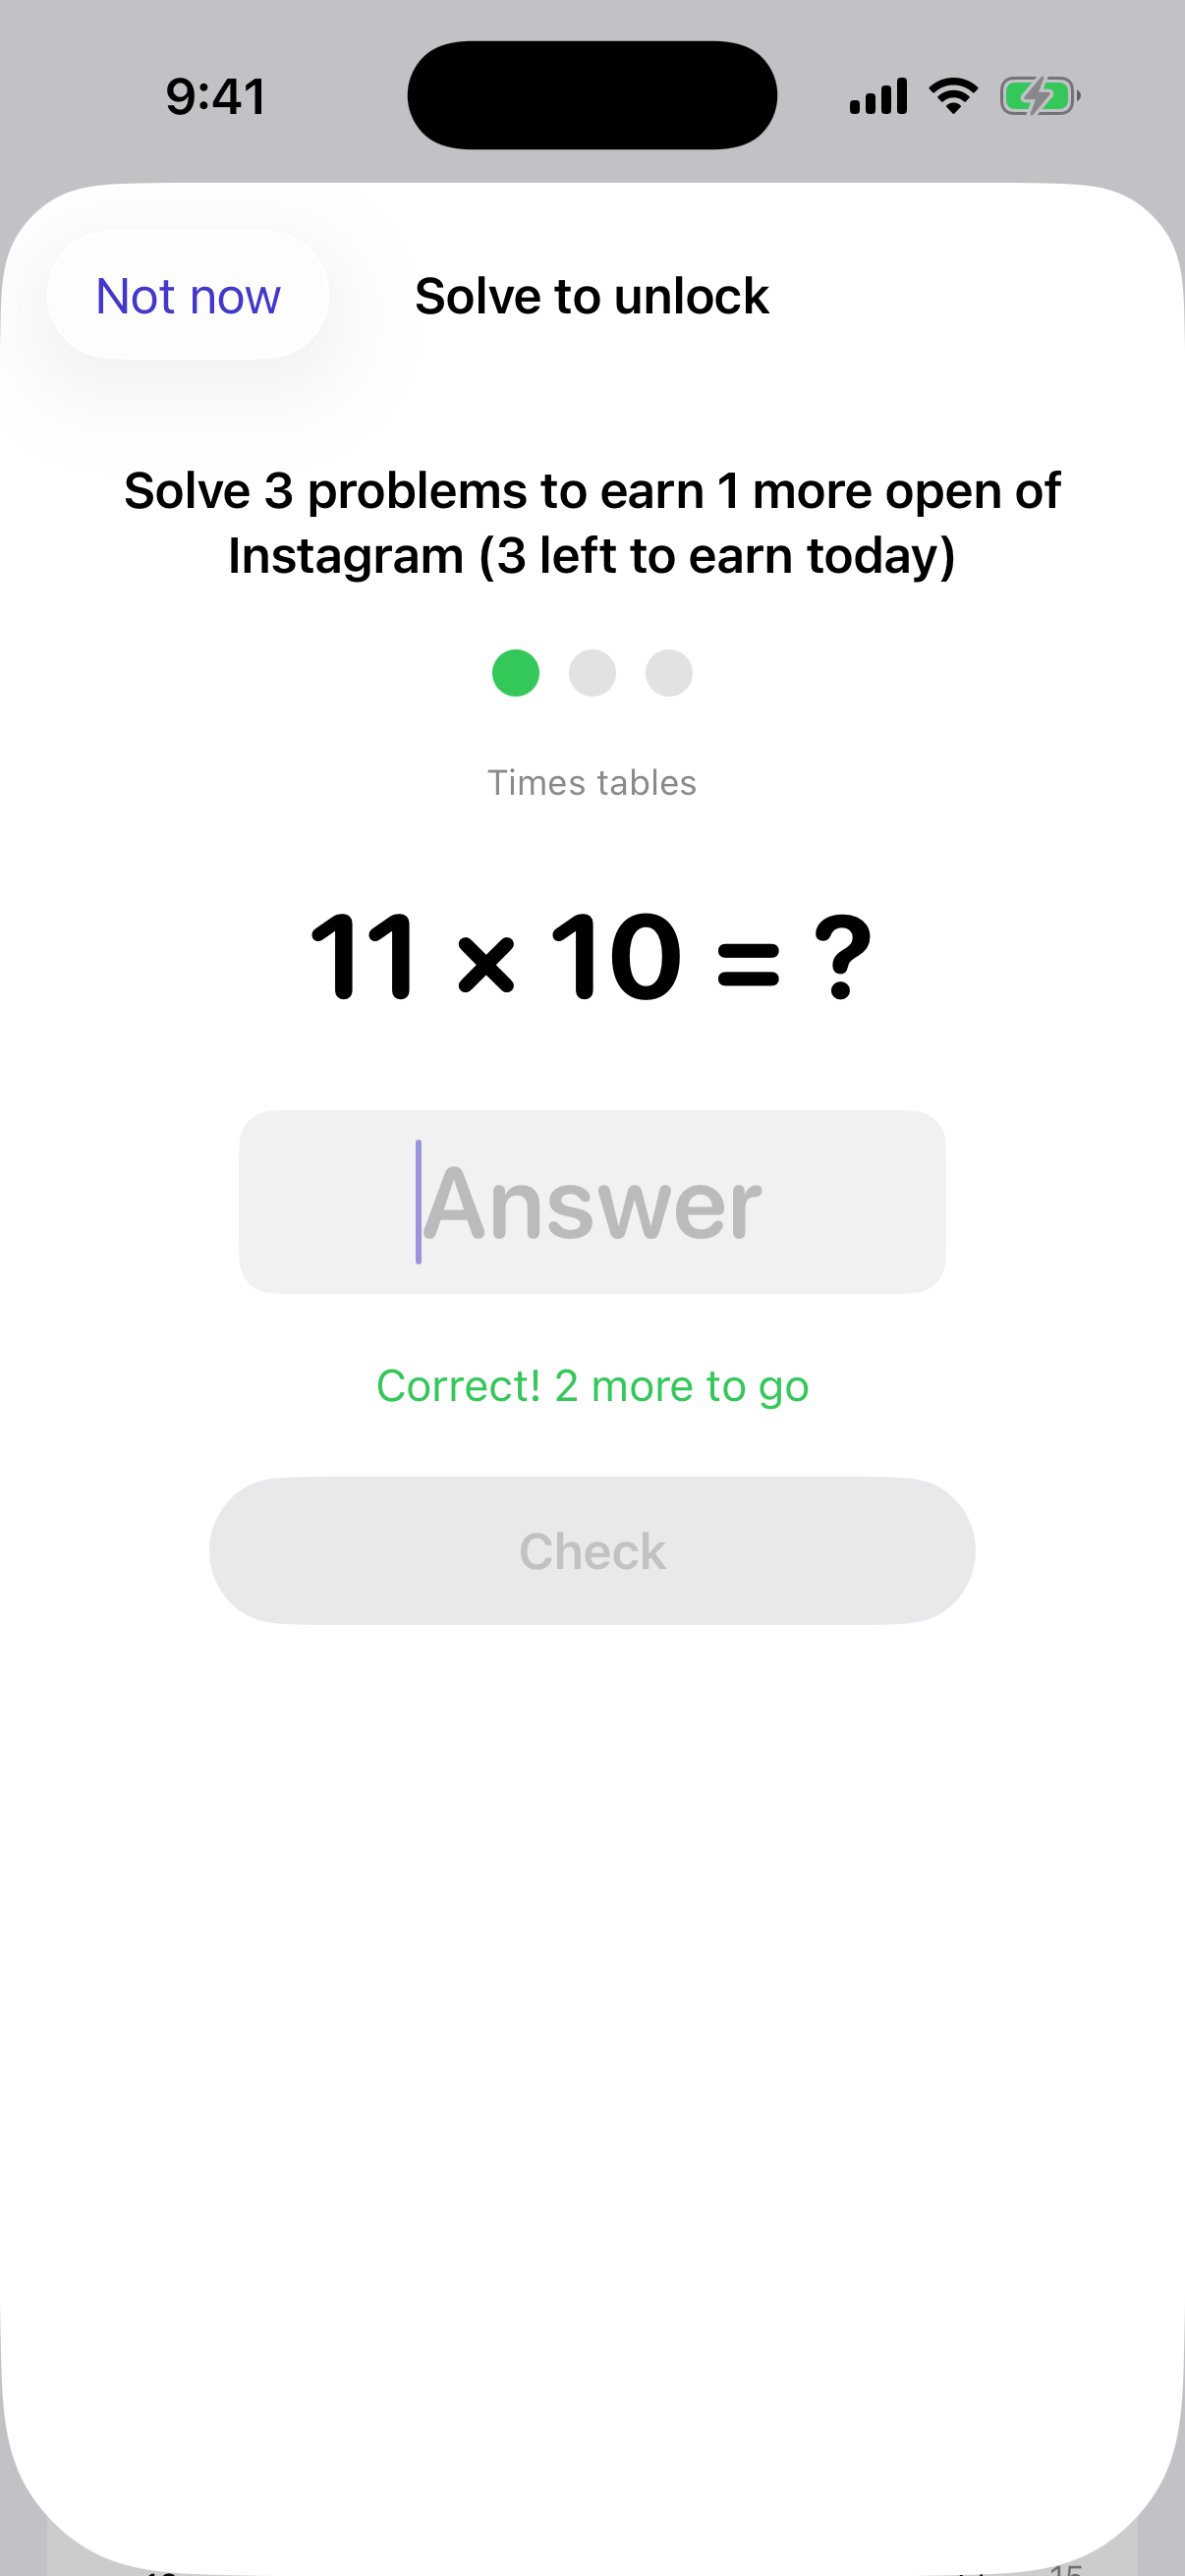 9:41
Not now
Solve to unlock
Solve 3 problems to earn 1 more open of
Instagram (3 left to earn today)
Times tables
11 × 10 = ?
Answer
Correct! 2 more to go
Check